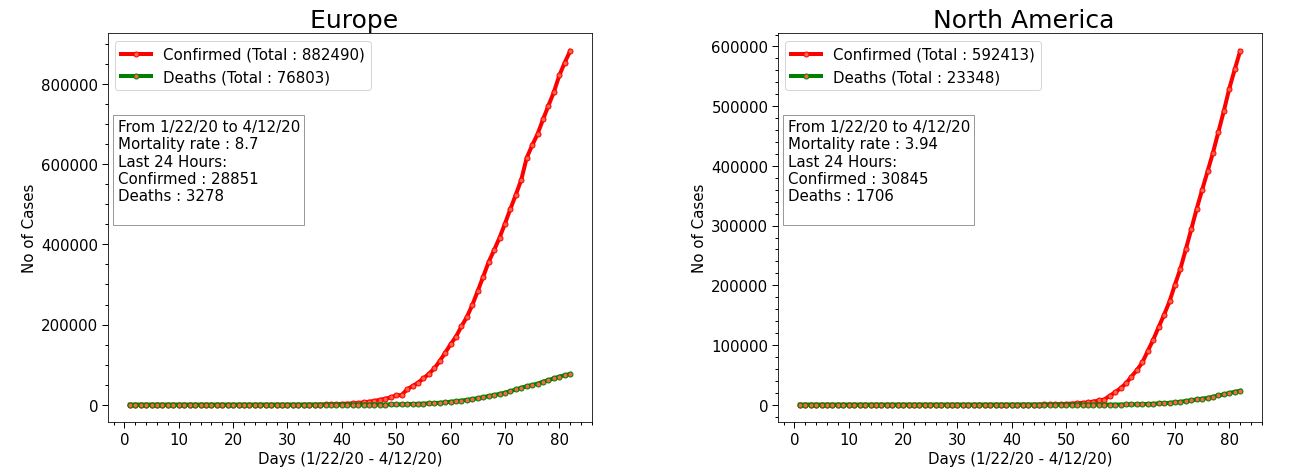 Europe
Confirmed (Total : 882490)
Deaths (Total : 76803)
From 1/22/20 to 4/12/20
Mortality rate : 8.7
Last 24 Hours:
Confirmed : 28851
Deaths : 3278
No of Cases
800000
600000
400000
200000
0
0 10 20 30 40 50 60 70 80
Days (1/22/20 - 4/12/20)
North America
Confirmed (Total : 592413)
Deaths (Total : 23348)
From 1/22/20 to 4/12/20
Mortality rate : 3.94
Last 24 Hours:
Confirmed : 30845
Deaths : 1706
No of Cases
600000
500000
400000
300000
200000
100000
0
0 10 20 30 40 50 60 70 80
Days (1/22/20 - 4/12/20)